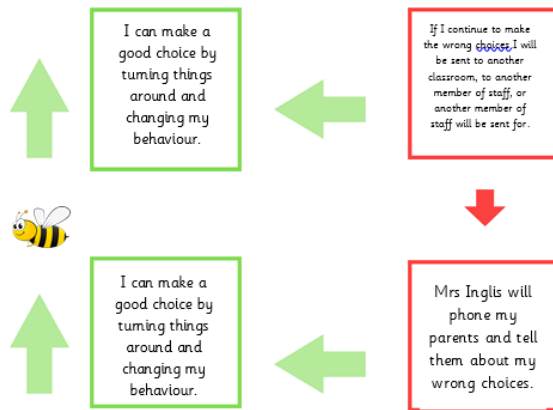 I can make a
good choice by
turning things
around and
changing my
behaviour.
If I continue to make
the wrong choices I will
be sent to another
classroom, to another
member of staff, or
another member of
staff will be sent for.
I can make a
good choice by
turning things
around and
changing my
behaviour.
Mrs Inglis will
phone my
parents and tell
them about my
wrong choices.